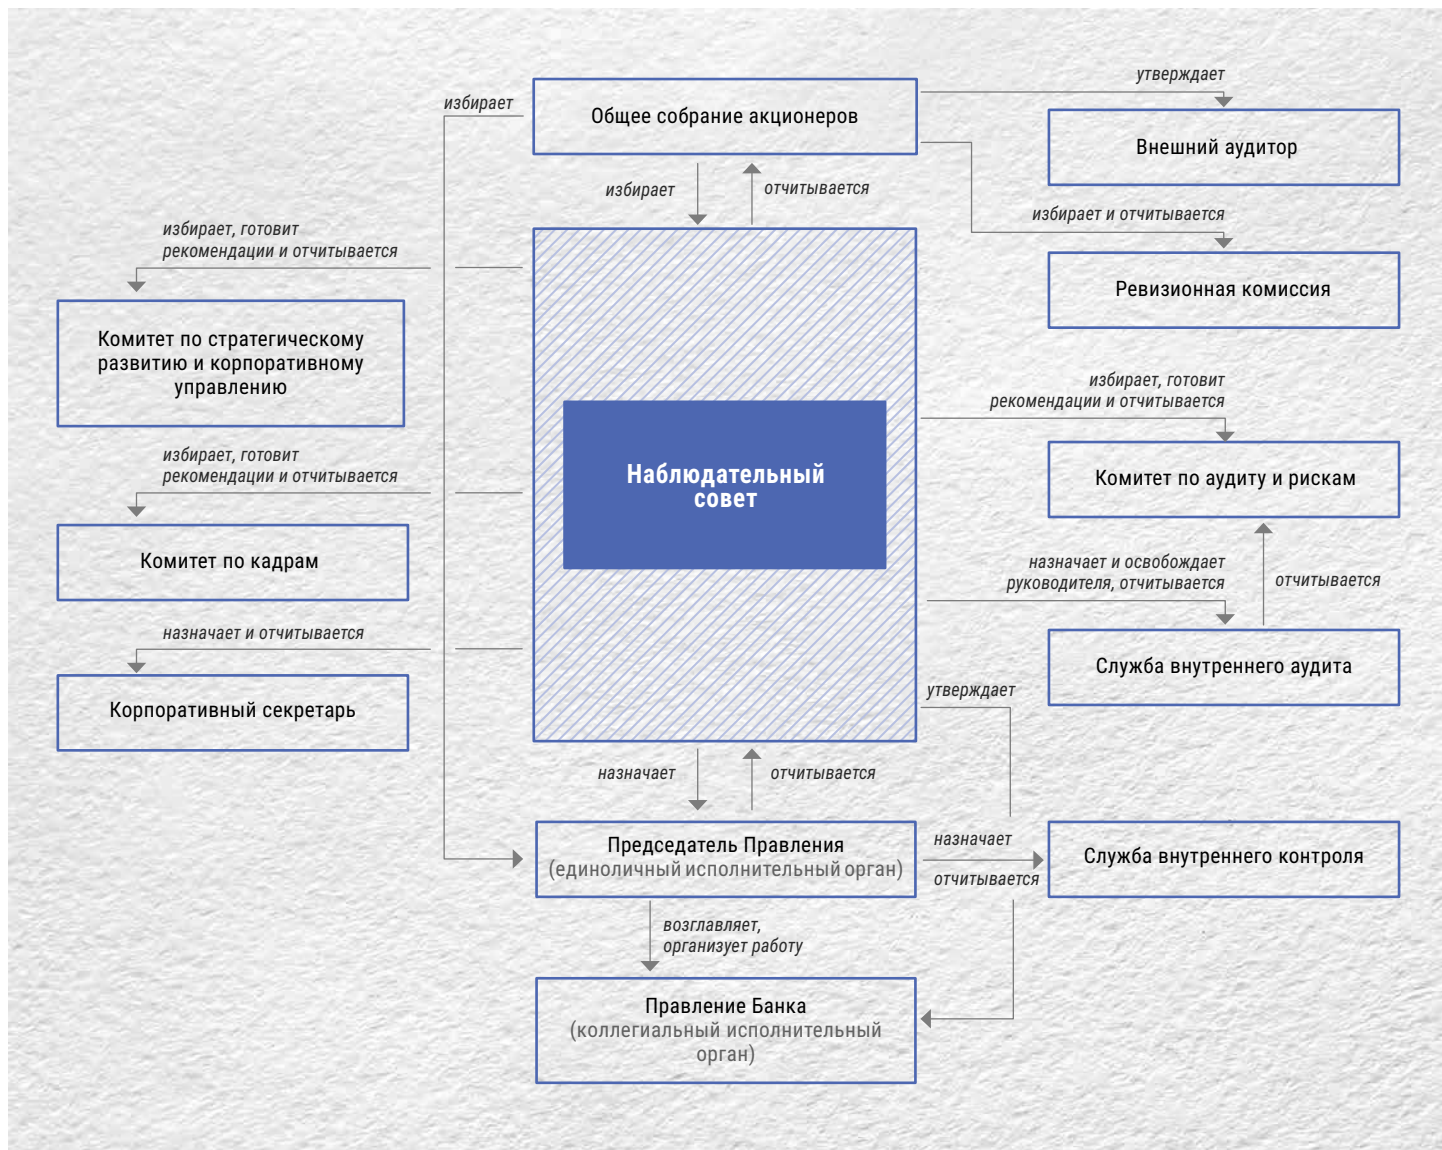 утверждает
избирает
Общее собрание акционеров
Внешний аудитор
избирает
отчитывается
избирает и отчитывается
Ревизионная комиссия
избирает, готовит
рекомендации и отчитывается
Комитет по стратегическому
развитию и корпоративному
управлению
избирает, готовит
рекомендации и отчитывается
Комитет по аудиту и рискам
Наблюдательный
совет
избирает, готовит
рекомендации и отчитывается
Комитет по кадрам
назначает и освобождает
руководителя, отчитывается
отчитывается
Служба внутреннего аудита
назначает и отчитывается
Корпоративный секретарь
утверждает
назначает
отчитывается
Председатель Правления
(единоличный исполнительный орган)
назначает
отчитывается
Служба внутреннего контроля
возглавляет,
организует работу
Правление Банка
(коллегиальный исполнительный
орган)